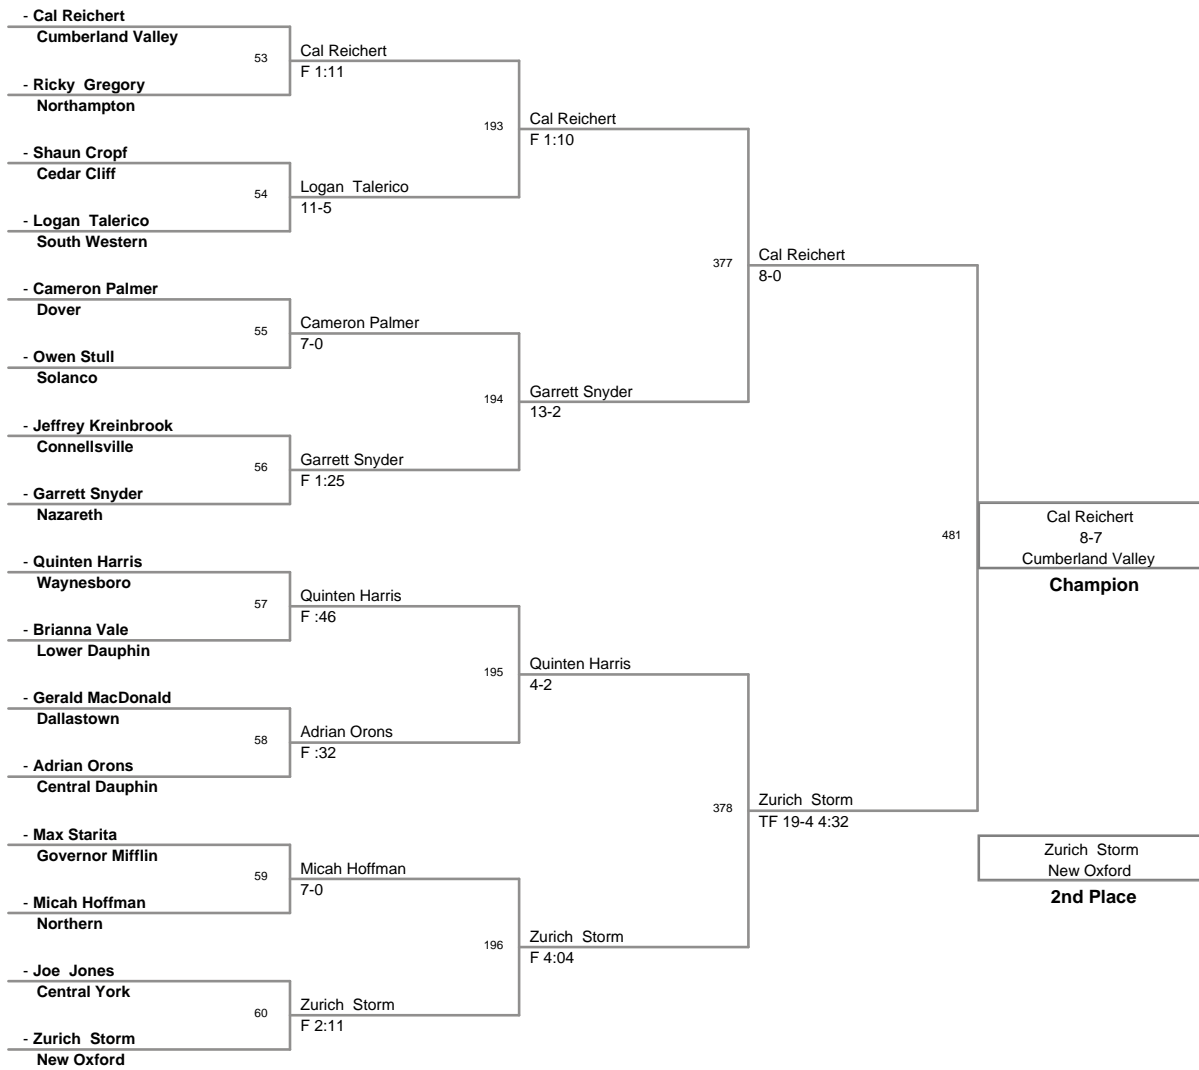 - Cal Reichert
Cumberland Valley
53
Cal Reichert
F 1:11
- Ricky Gregory
Northampton
193
Cal Reichert
F 1:10
- Shaun Cropf
Cedar Cliff
54
Logan Talerico
11-5
- Logan Talerico
South Western
377
Cal Reichert
8-0
- Cameron Palmer
Dover
55
Cameron Palmer
7-0
- Owen Stull
Solanco
194
Garrett Snyder
13-2
- Jeffrey Kreinbrook
Connellsville
56
Garrett Snyder
F 1:25
- Garrett Snyder
Nazareth
481
Cal Reichert
8-7
Cumberland Valley
Champion
- Quinten Harris
Waynesboro
57
Quinten Harris
F :46
- Brianna Vale
Lower Dauphin
195
Quinten Harris
4-2
- Gerald MacDonald
Dallastown
58
Adrian Orons
F :32
- Adrian Orons
Central Dauphin
378
Zurich Storm
TF 19-4 4:32
- Max Starita
Governor Mifflin
59
Micah Hoffman
7-0
- Micah Hoffman
Northern
Zurich Storm
New Oxford
2nd Place
196
Zurich Storm
F 4:04
- Joe Jones
Central York
60
Zurich Storm
F 2:11
- Zurich Storm
New Oxford